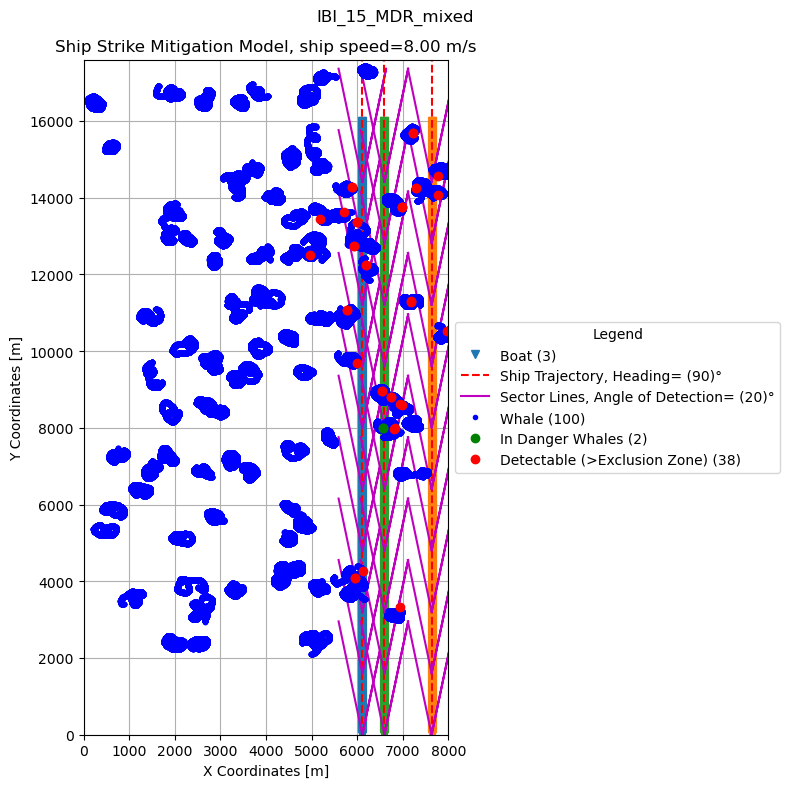 IBI_15_MDR_mixed
Ship Strike Mitigation Model, ship speed=8.00 m/s
Y Coordinates [m]
16000
14000
12000
10000
8000
6000
4000
2000
0
0 1000 2000 3000 4000 5000 6000 7000 8000
X Coordinates [m]
Legend
Boat (3)
Ship Trajectory, Heading= (90)°
Sector Lines, Angle of Detection= (20)°
Whale (100)
In Danger Whales (2)
Detectable (>Exclusion Zone) (38)